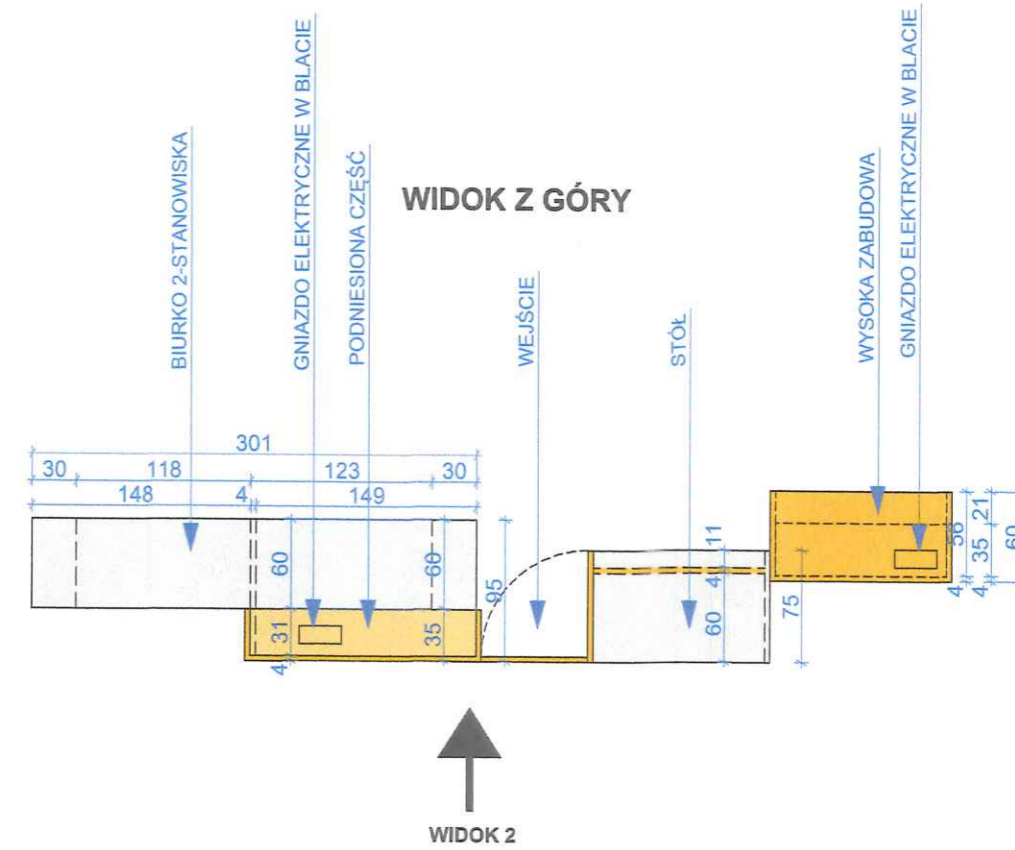 BIURKO 2-STANOWISKA
GNIAZDO ELEKTRYCZNE W BLACIE
PODNIESIONA CZĘŚĆ
WIDOK Z GÓRY
WEJŚCIE
STÓŁ
WYSOKA ZABUDOWA
GNIAZDO ELEKTRYCZNE W BLACIE
301
30 118 123 30
148 4 149
60 60 95
31 35
4
11
4
60
75
56 21
35 60
4 4
WIDOK 2